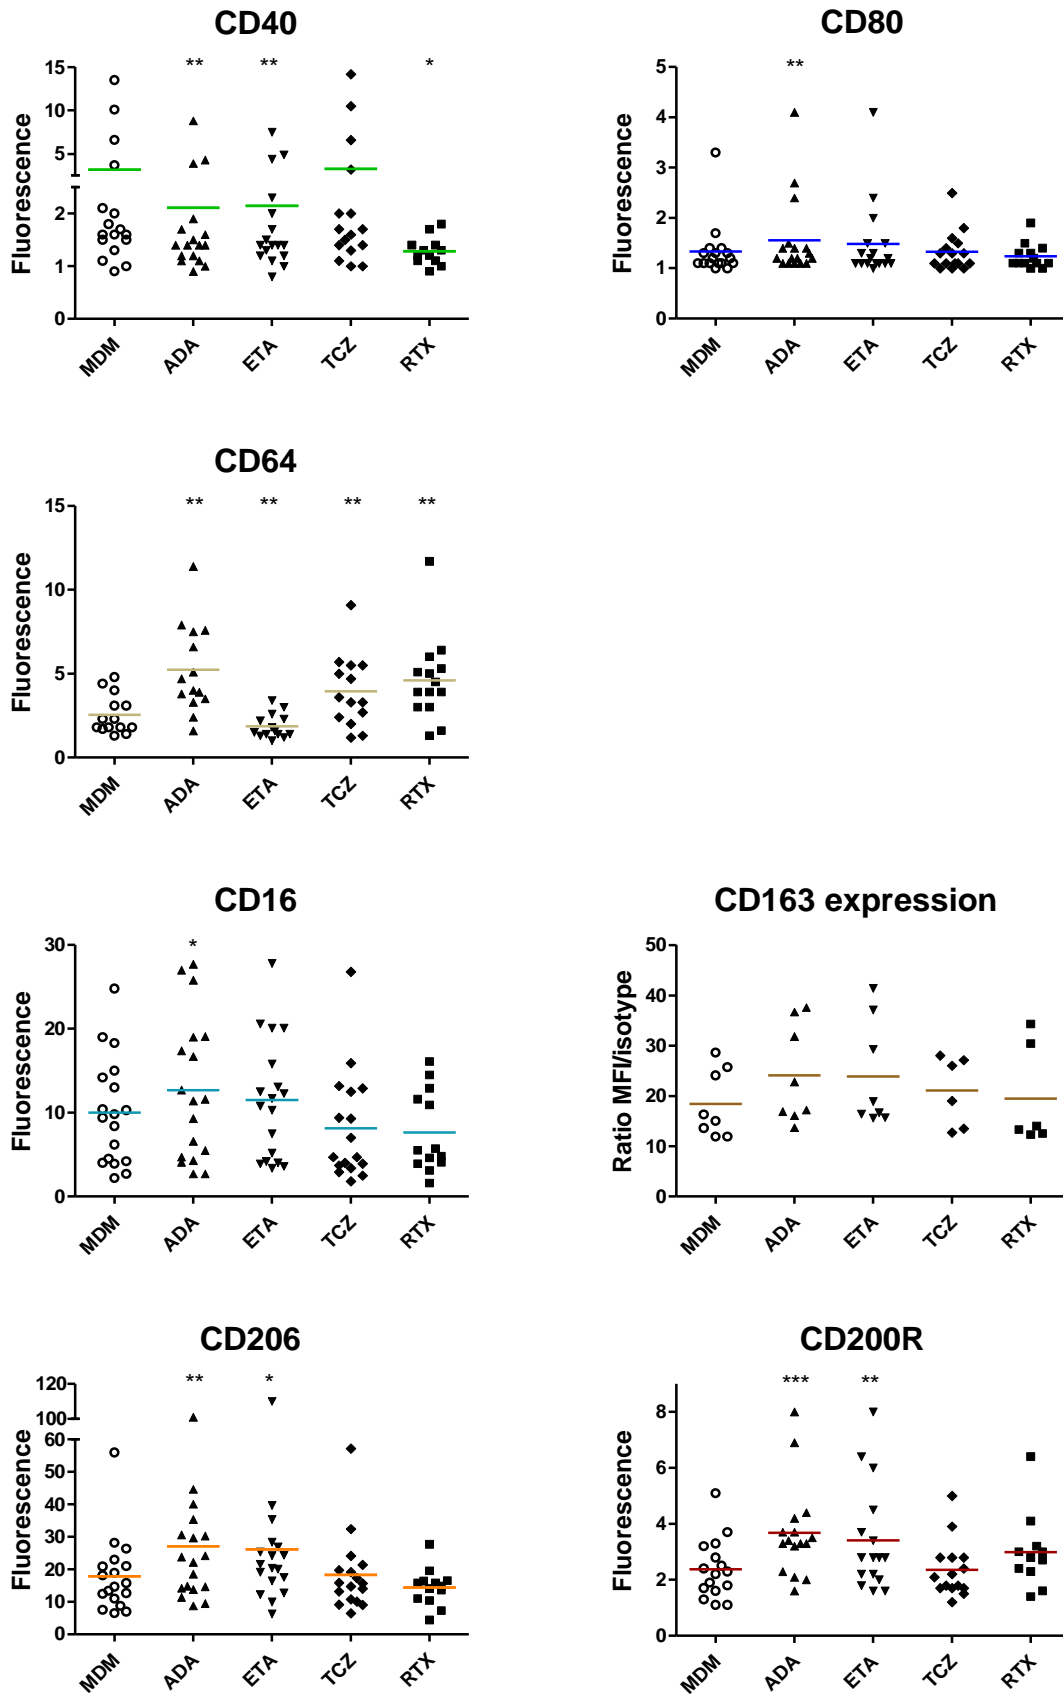 CD40
** ** *
15
10
5
2
1
0
Fluorescence
MDM ADA ETA TCZ RTX
CD80
**
5
4
3
2
1
0
Fluorescence
MDM ADA ETA TCZ RTX
CD64
** ** ** **
15
10
5
0
Fluorescence
MDM ADA ETA TCZ RTX
CD16
*
30
20
10
0
Fluorescence
MDM ADA ETA TCZ RTX
CD163 expression
50
40
30
20
10
0
Ratio MFI/isotype
MDM ADA ETA TCZ RTX
CD206
** *
120
100
60
50
40
30
20
10
0
Fluorescence
MDM ADA ETA TCZ RTX
CD200R
*** **
8
6
4
2
0
Fluorescence
MDM ADA ETA TCZ RTX